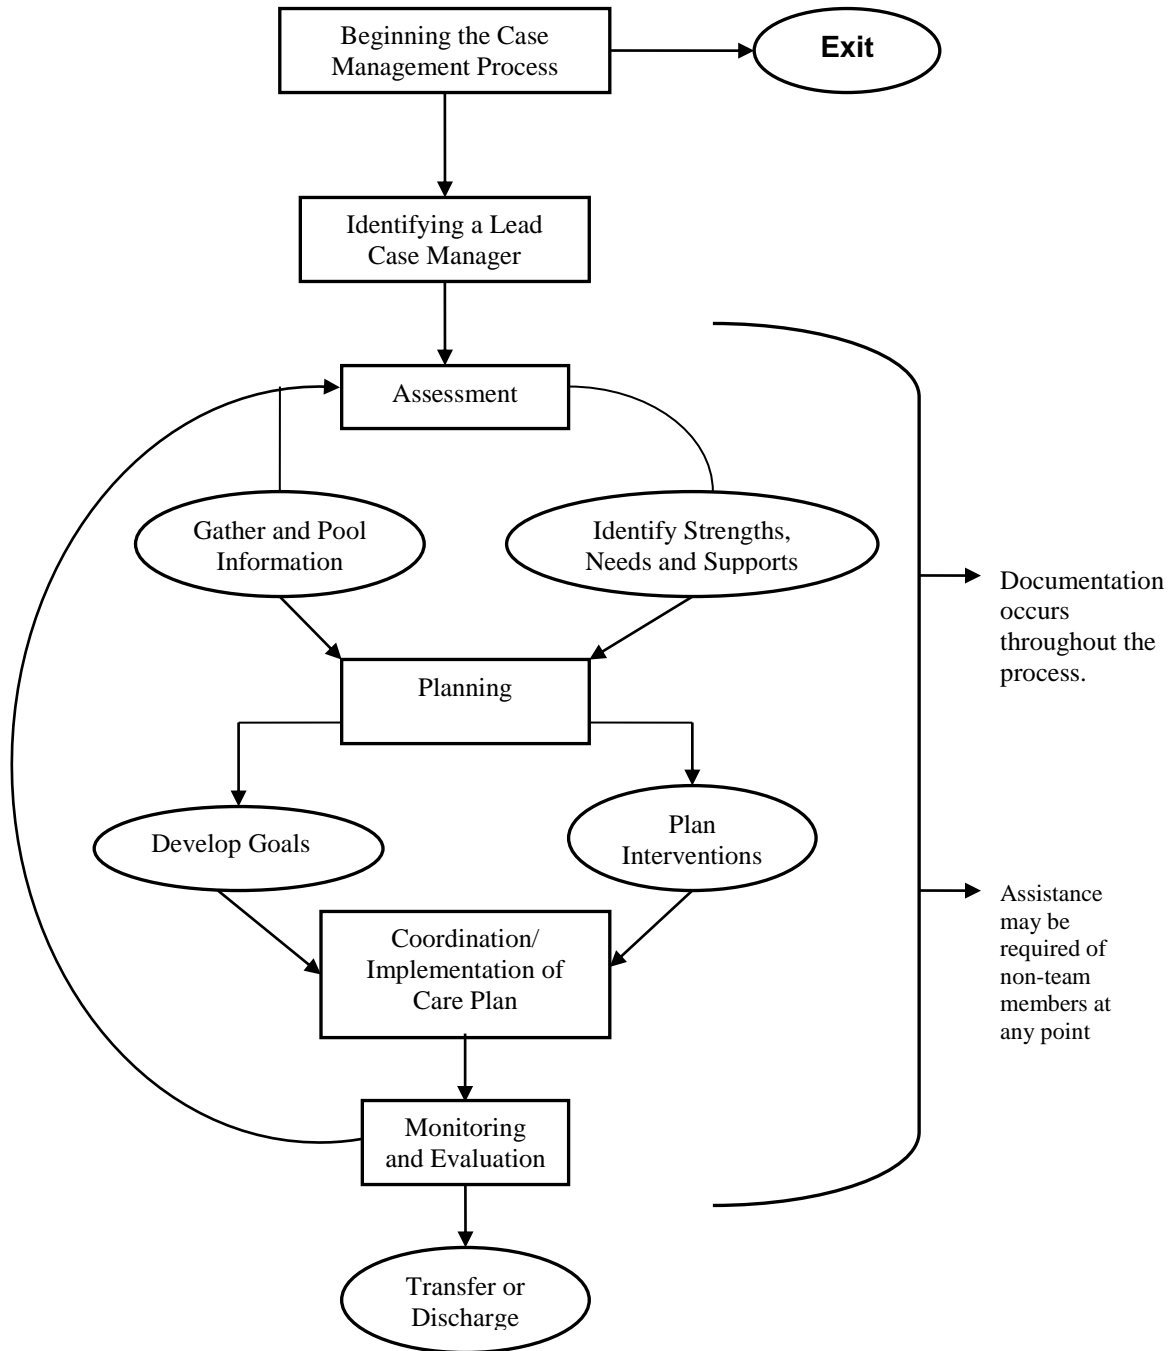 Beginning the Case
Management Process
Exit
Identifying a Lead
Case Manager
Assessment
Gather and Pool
Information
Identify Strengths,
Needs and Supports
Documentation
occurs
throughout the
process.
Planning
Develop Goals
Plan
Interventions
Assistance
may be
required of
non-team
members at
any point
Coordination/
Implementation of
Care Plan
Monitoring
and Evaluation
Transfer or
Discharge